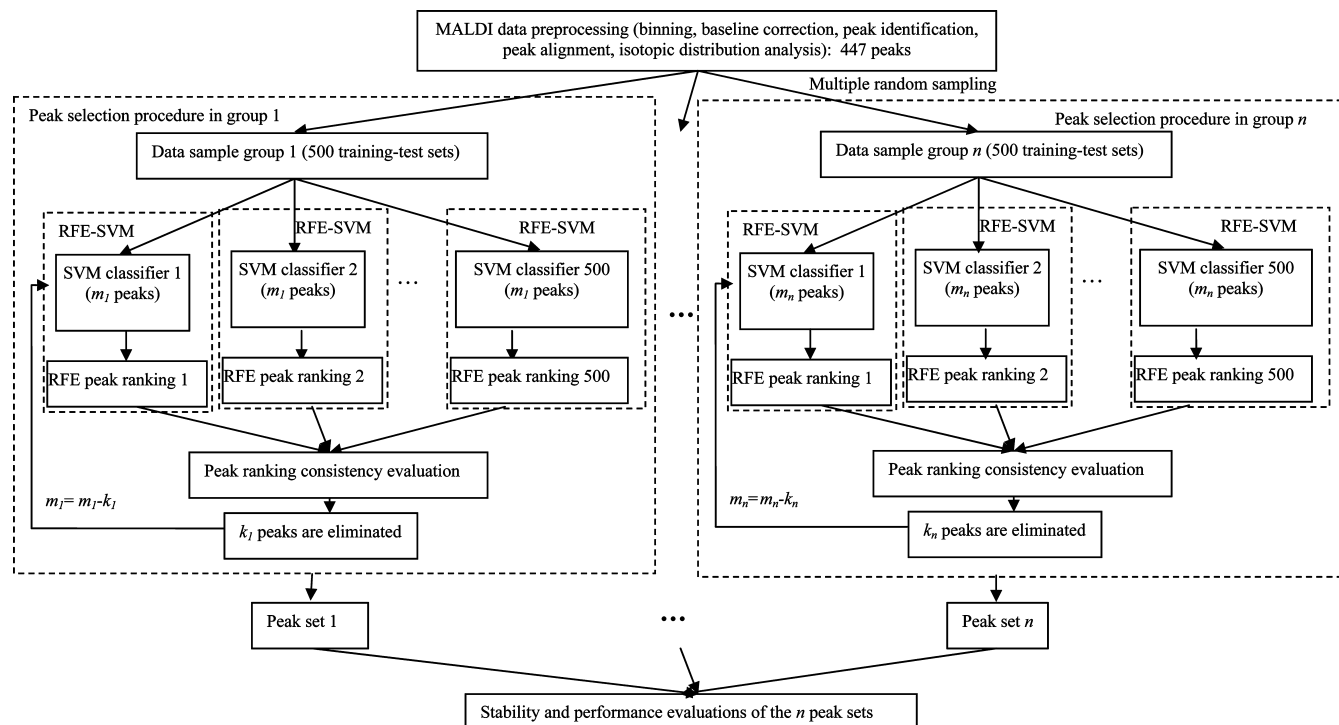 MALDI data preprocessing (binning, baseline correction, peak identification,
peak alignment, isotopic distribution analysis): 447 peaks
Multiple random sampling
Peak selection procedure in group 1
Data sample group 1 (500 training-test sets)
RFE-SVM
RFE-SVM
RFE-SVM
SVM classifier 1
(m1 peaks)
SVM classifier 2
(m1 peaks)
...
SVM classifier 500
(m1 peaks)
RFE peak ranking 1
RFE peak ranking 2
RFE peak ranking 500
Peak ranking consistency evaluation
m1= m1-k1
k1 peaks are eliminated
Peak set 1
...
Peak selection procedure in group n
Data sample group n (500 training-test sets)
RFE-SVM
RFE-SVM
RFE-SVM
SVM classifier 1
(mn peaks)
SVM classifier 2
(mn peaks)
...
SVM classifier 500
(mn peaks)
RFE peak ranking 1
RFE peak ranking 2
RFE peak ranking 500
Peak ranking consistency evaluation
mn=mn-kn
kn peaks are eliminated
...
Peak set n
Stability and performance evaluations of the n peak sets